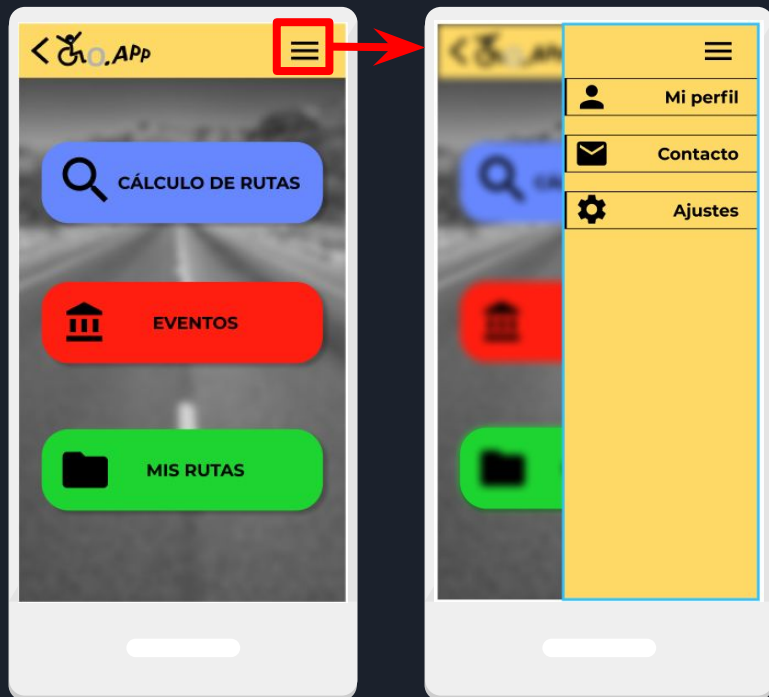 o.APP
CÁLCULO DE RUTAS
EVENTOS
MIS RUTAS
Mi perfil
Contacto
Ajustes